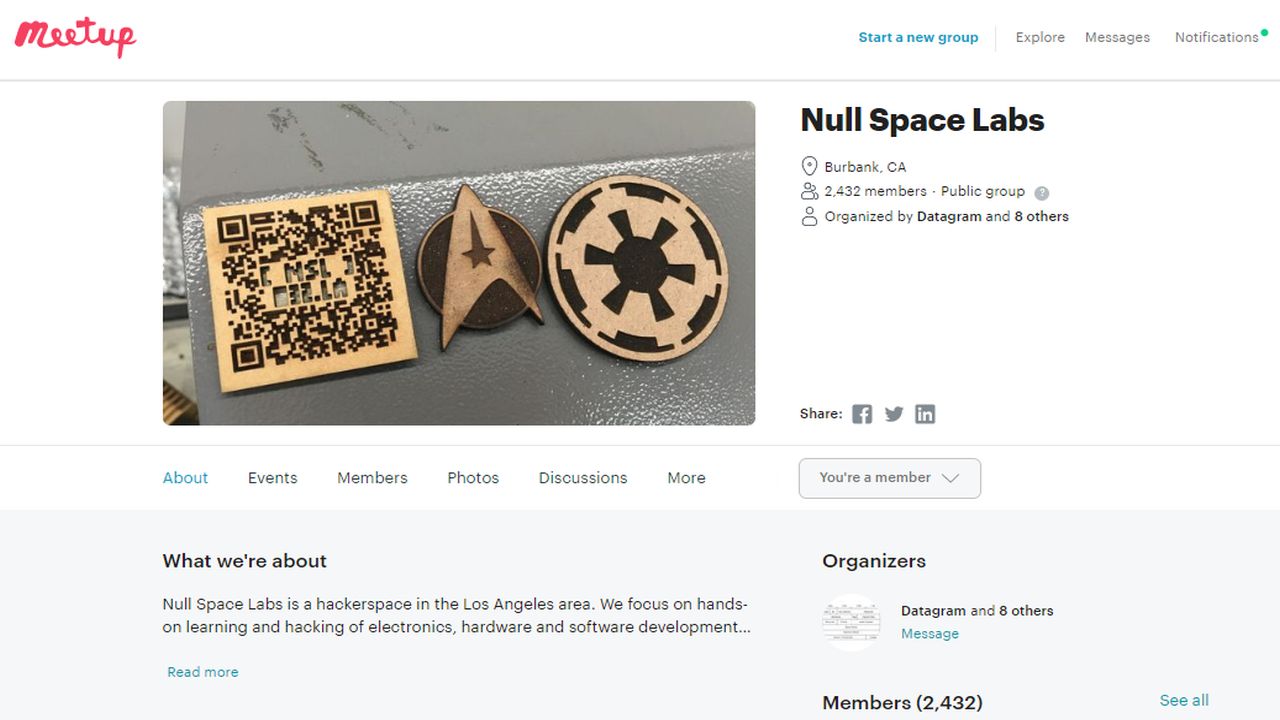 Meetup
Start a new group
Explore
Messages
Notifications
Null Space Labs
Burbank, CA
2,432 members · Public group ?
Organized by Datagram and 8 others
[ NSL ]
Share:
About
Events
Members
Photos
Discussions
More
You're a member
What we're about
Null Space Labs is a hackerspace in the Los Angeles area. We focus on hands-
on learning and hacking of electronics, hardware and software development...
Read more
Organizers
Datagram and 8 others
Message
Members (2,432)
See all